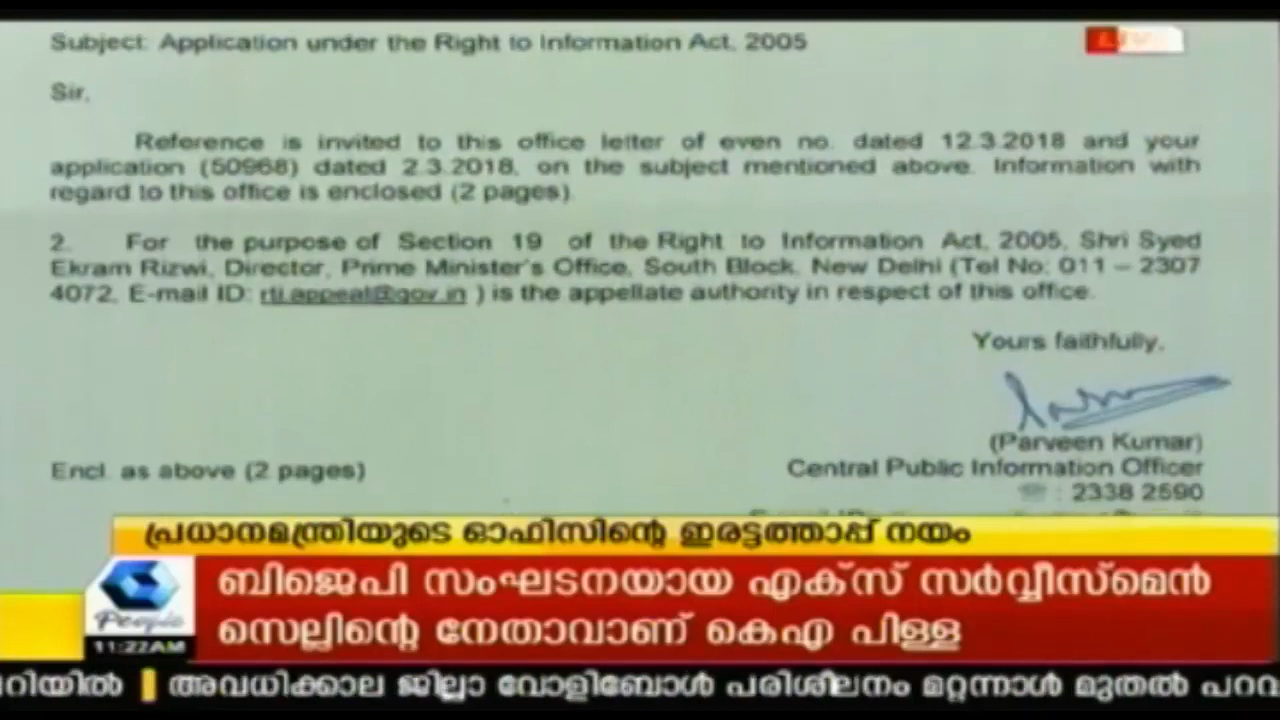 Subject: Application under the Right to Information Act, 2005
LIVE
Sir,
Reference is invited to this office letter of even no. dated 12.3.2018 and your
application (50968) dated 2.3.2018, on the subject mentioned above. Information with
regard to this office is enclosed (2 pages).
2. For the purpose of Section 19 of the Right to Information Act, 2005, Shri Syed
Ekram Rizwi, Director, Prime Minister's Office, South Block, New Delhi (Tel No: 011 – 2307
4072, E-mail ID: rti.appeal@gov.in ) is the appellate authority in respect of this office.
Yours faithfully,
(Parveen Kumar)
Encl. as above (2 pages)
Central Public Information Officer
☎ : 2338 2590
പ്രധാനമന്ത്രിയുടെ ഓഫിസിന്റെ ഇരട്ടത്താപ്പ് നയം
ബിജെപി സംഘടനയായ എക്സ് സർവ്വീസ്മെൻ
സെല്ലിന്റെ നേതാവാണ് കെഎ പിള്ള
People
11:22AM
റിയിൽ | അവധിക്കാല ജില്ലാ വോളിബോൾ പരിശീലനം മറ്റന്നാൾ മുതൽ പറവ